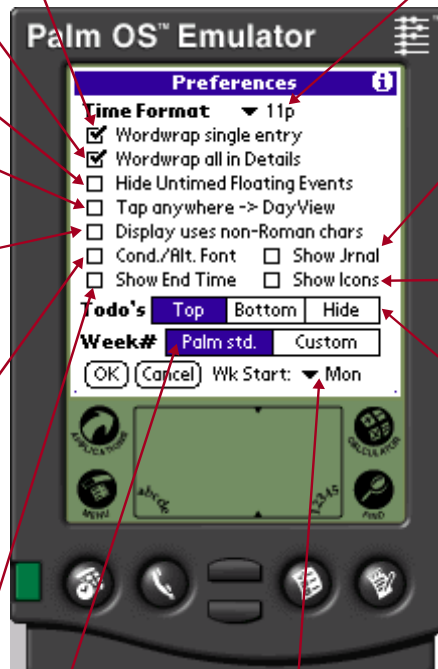 Palm OS™ Emulator
Preferences i
Time Format 11p
Wordwrap single entry
Wordwrap all in Details
Hide Untimed Floating Events
Tap anywhere -> DayView
Display uses non-Roman chars
Cond./Alt. Font Show Jrnal
Show End Time Show Icons
Todo's Top Bottom Hide
Week# Palm std. Custom
OK Cancel Wk Start: Mon
APPLICATIONS CALCULATOR
abcde 12345
MENU FIND